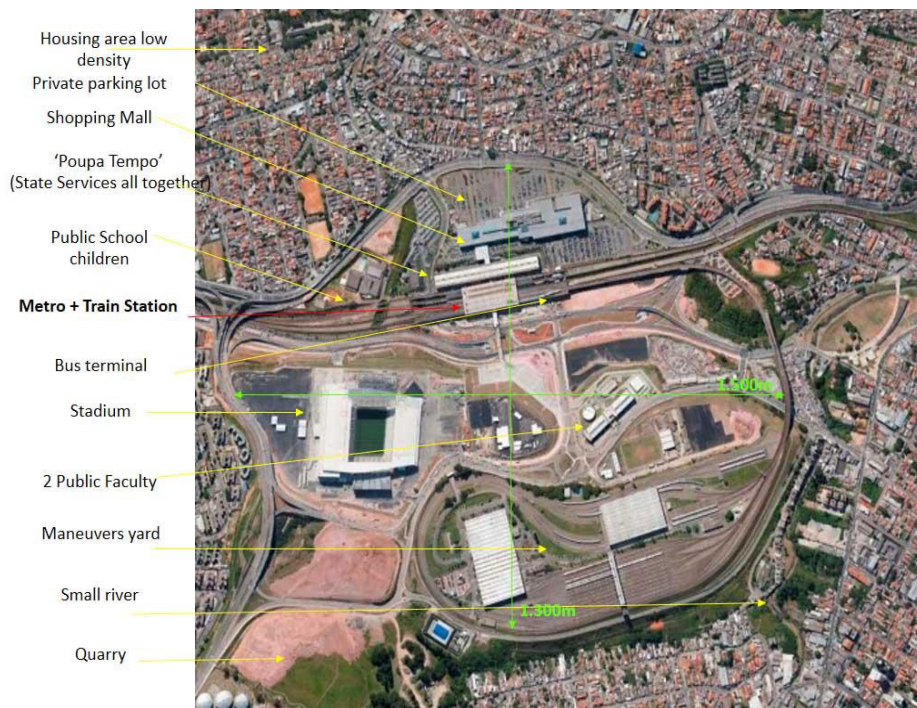 Housing area low
density
Private parking lot
Shopping Mall
‘Poupa Tempo’
(State Services all together)
Public School
children
Metro + Train Station
Bus terminal
Stadium
1.500m
2 Public Faculty
Maneuvers yard
Small river
1.300m
Quarry